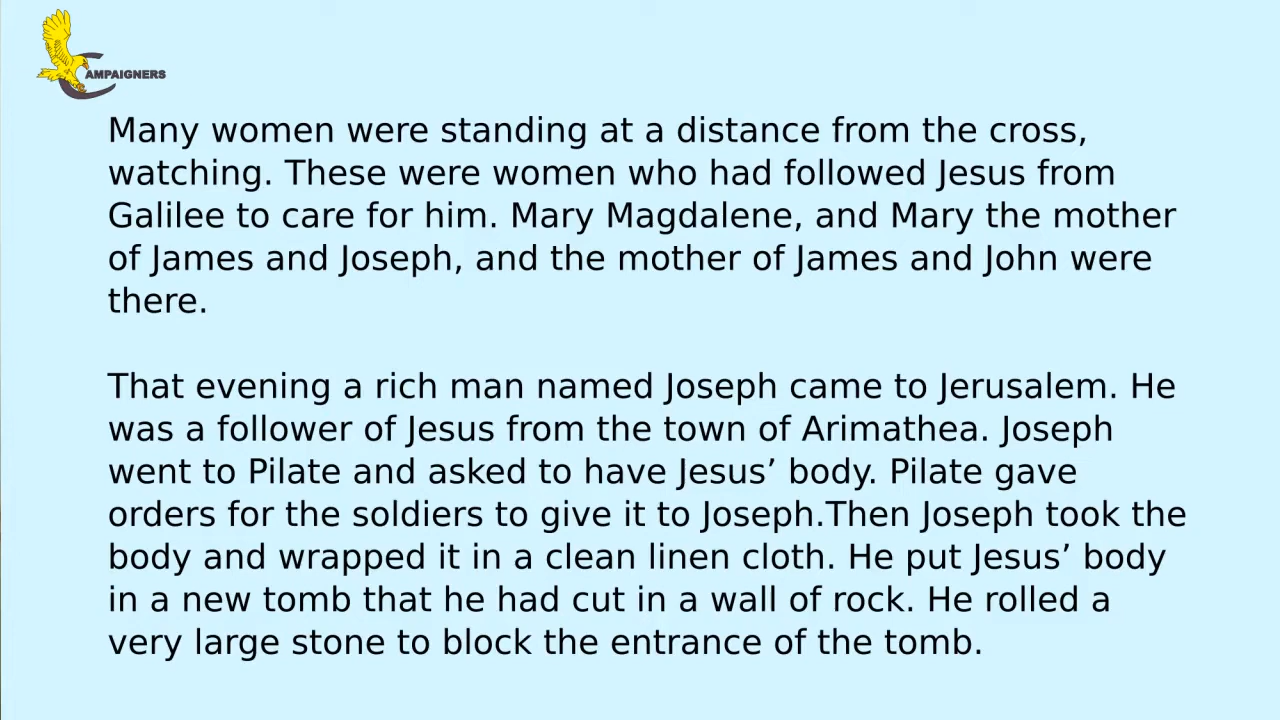 AMPAIGNERS
Many women were standing at a distance from the cross,
watching. These were women who had followed Jesus from
Galilee to care for him. Mary Magdalene, and Mary the mother
of James and Joseph, and the mother of James and John were
there.
That evening a rich man named Joseph came to Jerusalem. He
was a follower of Jesus from the town of Arimathea. Joseph
went to Pilate and asked to have Jesus’ body. Pilate gave
orders for the soldiers to give it to Joseph.Then Joseph took the
body and wrapped it in a clean linen cloth. He put Jesus’ body
in a new tomb that he had cut in a wall of rock. He rolled a
very large stone to block the entrance of the tomb.